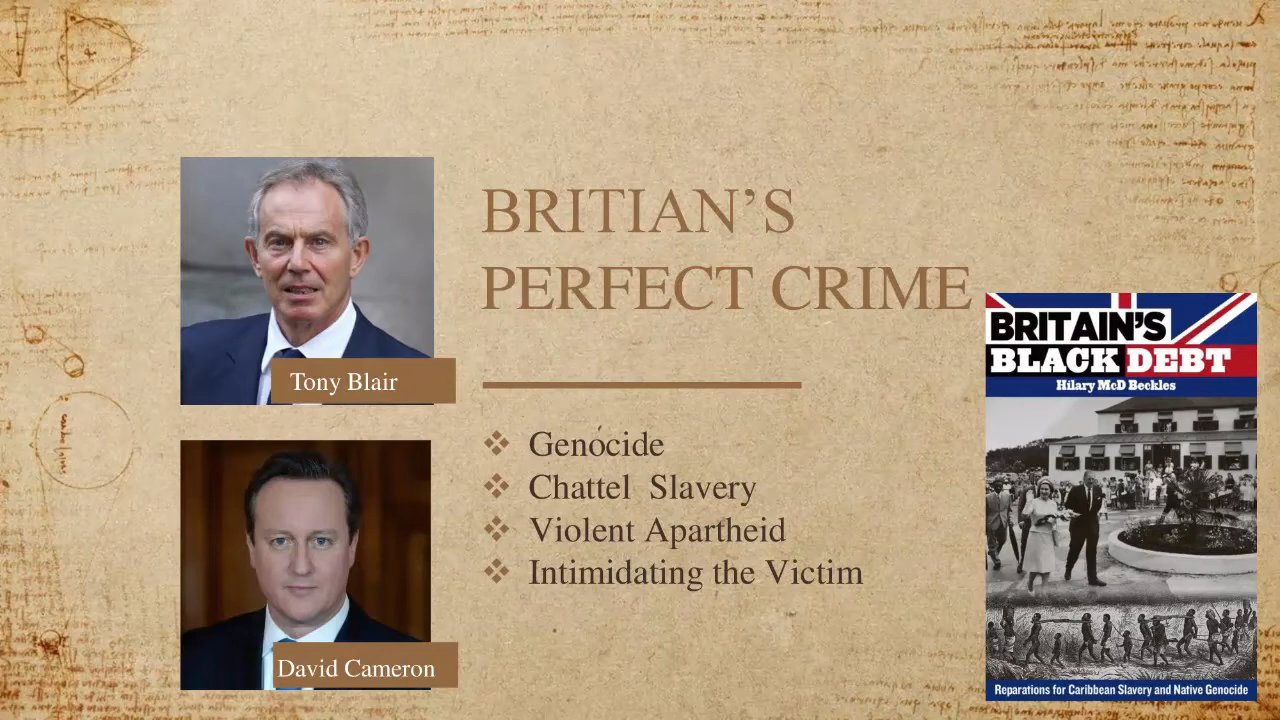 BRITIAN’S
PERFECT CRIME
Tony Blair
David Cameron
❖ Genócide
❖ Chattel Slavery
❖ Violent Apartheid
❖ Intimidating the Victim
BRITAIN'S
BLACK DEBT
Hilary McD Beckles
Reparations for Caribbean Slavery and Native Genocide